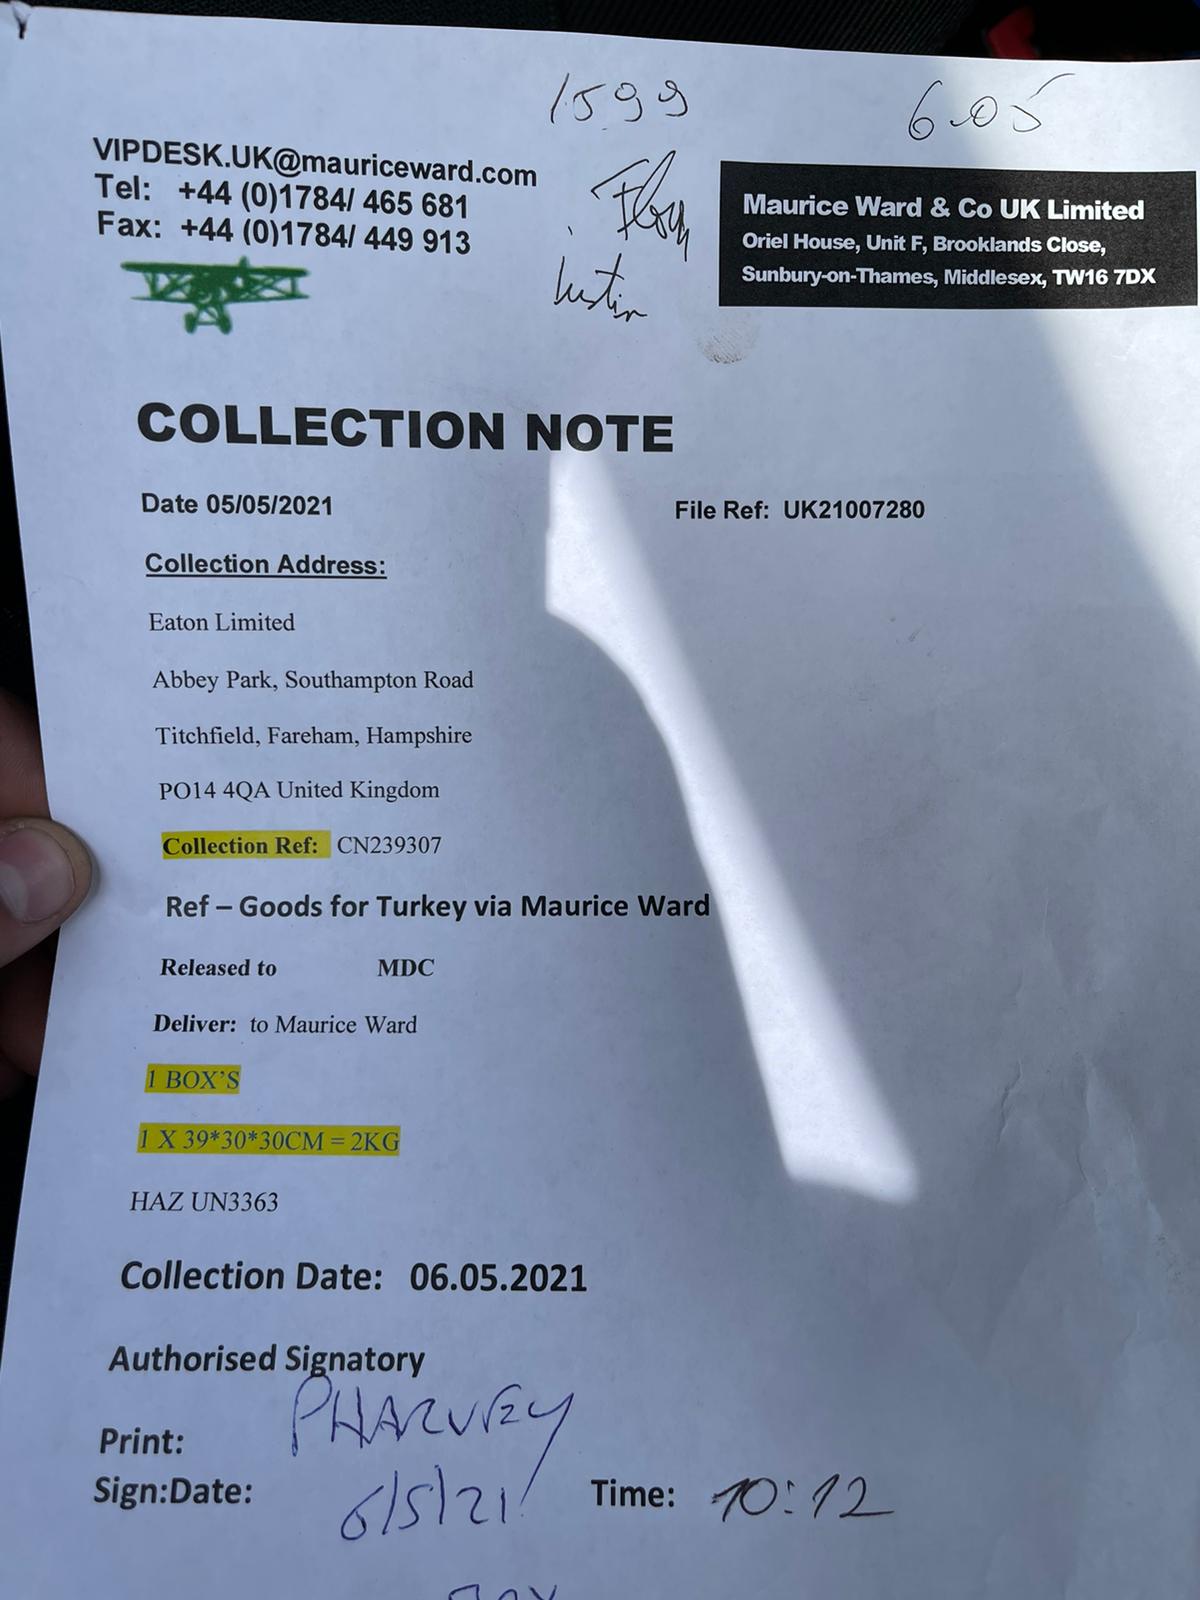 1599
6.05
VIPDESK.UK@mauriceward.com
Tel: +44 (0)1784/ 465 681
Fax: +44 (0)1784/ 449 913
Maurice Ward & Co UK Limited
Oriel House, Unit F, Brooklands Close,
Sunbury-on-Thames, Middlesex, TW16 7DX
COLLECTION NOTE
Date 05/05/2021
File Ref: UK21007280
Collection Address:
Eaton Limited
Abbey Park, Southampton Road
Titchfield, Fareham, Hampshire
PO14 4QA United Kingdom
Collection Ref: CN239307
Ref – Goods for Turkey via Maurice Ward
Released to MDC
Deliver: to Maurice Ward
1 BOX'S
1 X 39*30*30CM = 2KG
HAZ UN3363
Collection Date: 06.05.2021
Authorised Signatory
Print: PHARVEY
Sign:Date: 6/5/21 Time: 10:12